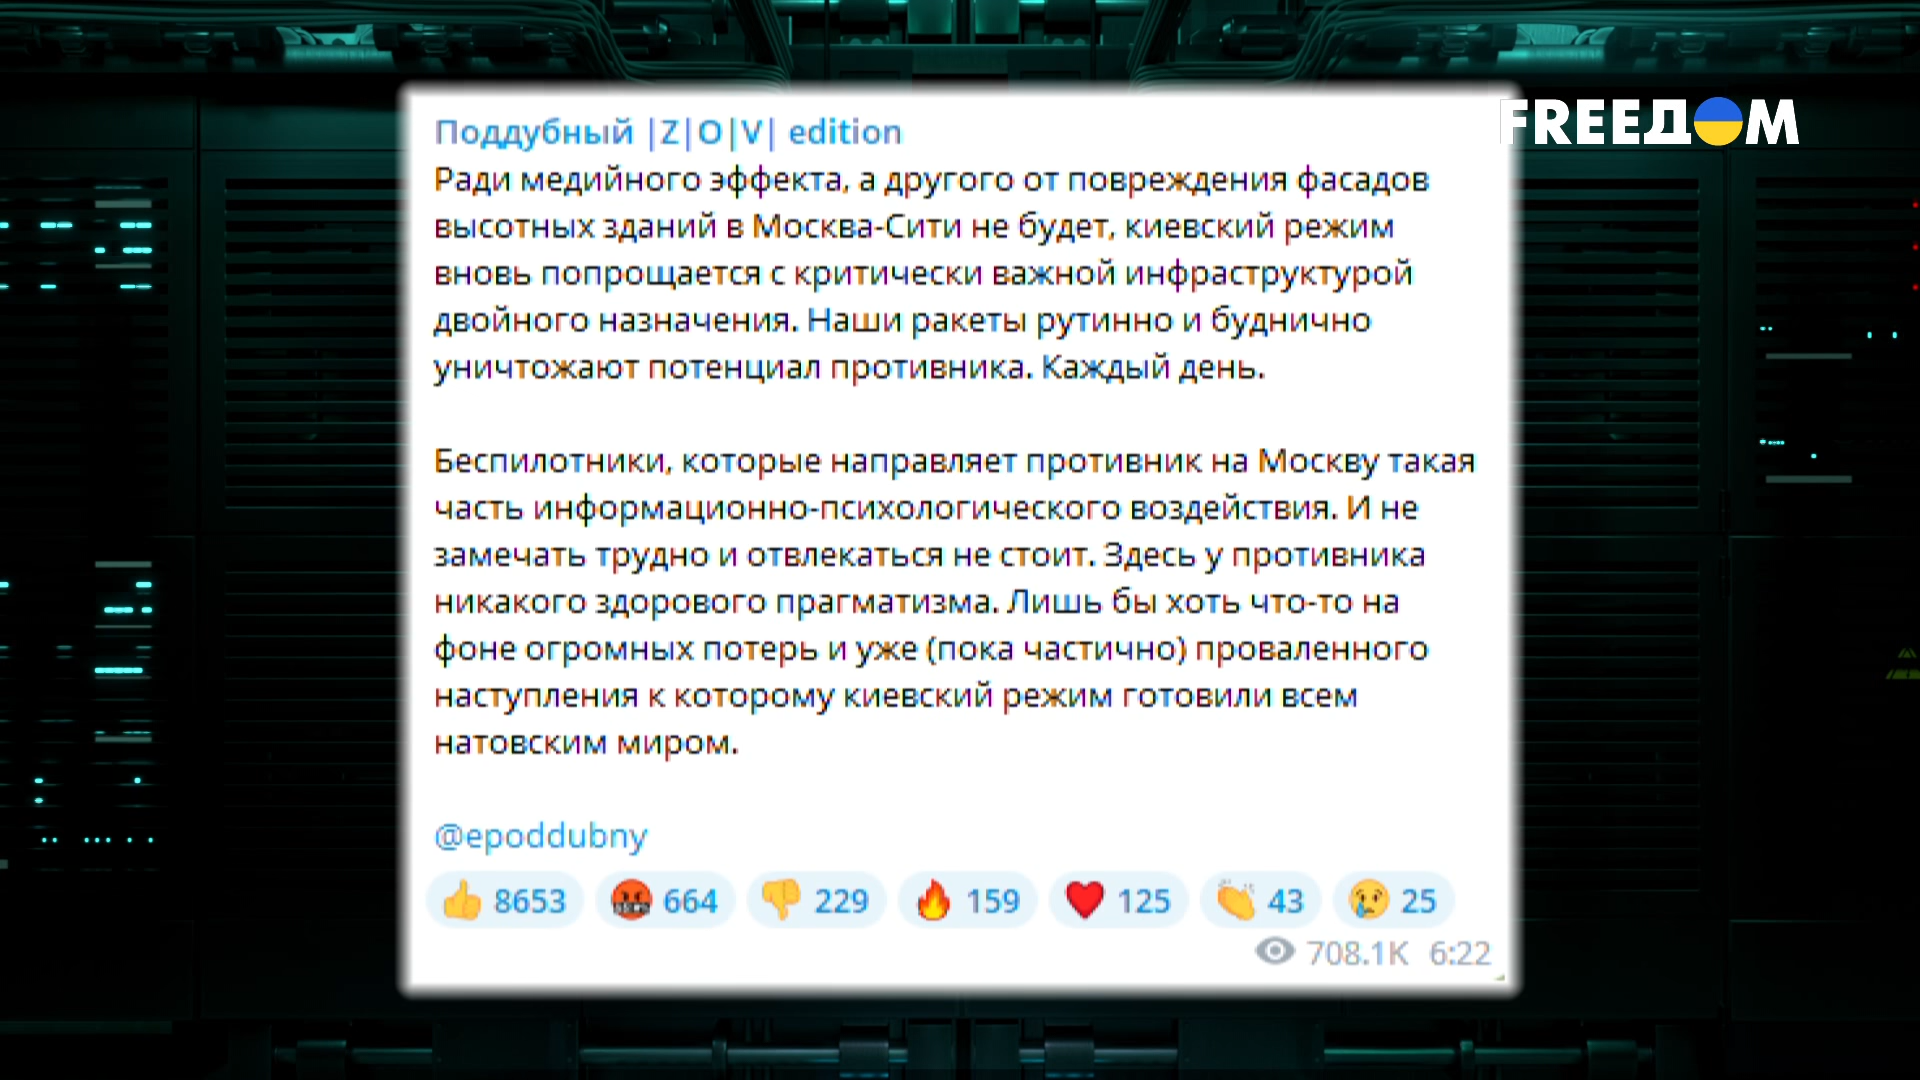 FREEДOM
Поддубный |Z|O|V| edition
Ради медийного эффекта, а другого от повреждения фасадов
высотных зданий в Москва-Сити не будет, киевский режим
вновь попрощается с критически важной инфраструктурой
двойного назначения. Наши ракеты рутинно и буднично
уничтожают потенциал противника. Каждый день.
Беспилотники, которые направляет противник на Москву такая
часть информационно-психологического воздействия. И не
замечать трудно и отвлекаться не стоит. Здесь у противника
никакого здорового прагматизма. Лишь бы хоть что-то на
фоне огромных потерь и уже (пока частично) проваленного
наступления к которому киевский режим готовили всем
натовским миром.
@epoddubny
8653 664 229 159 125 43 25
708.1K 6:22